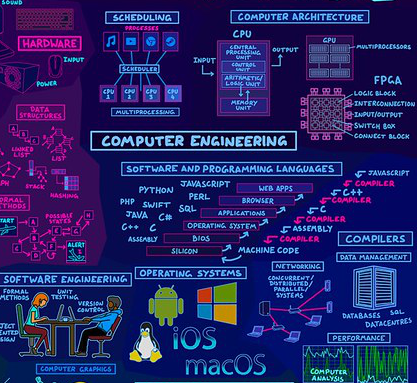 SOUND
HARDWARE
INPUT
POWER
SCHEDULING
PROCESSES
SCHEDULER
CPU 1
CPU 2
CPU 3
CPU 4
MULTIPROCESSING
COMPUTER ARCHITECTURE
CPU
INPUT
OUTPUT
CENTRAL
PROCESSING
UNIT
CONTROL
UNIT
ARITHMETIC/
LOGIC UNIT
MEMORY
UNIT
GPU
MULTIPROCESSORS
FPGA
LOGIC BLOCK
INTERCONNECTION
INPUT/OUTPUT
SWITCH BOX
CONNECT BLOCK
DATA
STRUCTURES
LINKED
LIST
LIST
STACK
HASHING
POSSIBLE
STATES
ALERT
COMPUTER ENGINEERING
SOFTWARE AND PROGRAMMING LANGUAGES
PYTHON
JAVASCRIPT
PHP
SWIFT
PERL
JAVA
C#
SQL
C++
C
ASSEMBLY
WEB APPS
BROWSER
APPLICATIONS
OPERATING SYSTEM
BIOS
SILICON
JAVASCRIPT
COMPILER
C++
COMPILER
C
COMPILER
ASSEMBLY
COMPILER
MACHINE CODE
COMPILERS
DATA MANAGEMENT
DATABASES
SQL
DATACENTRES
SOFTWARE ENGINEERING
FORMAL
METHODS
UNIT
TESTING
VERSION
CONTROL
COMPUTER GRAPHICS
OPERATING SYSTEMS
iOS
macOS
NETWORKING
CONCURRENT/
DISTRIBUTED
PARALLEL/
SYSTEMS
PERFORMANCE
COMPUTER
ANALYSIS